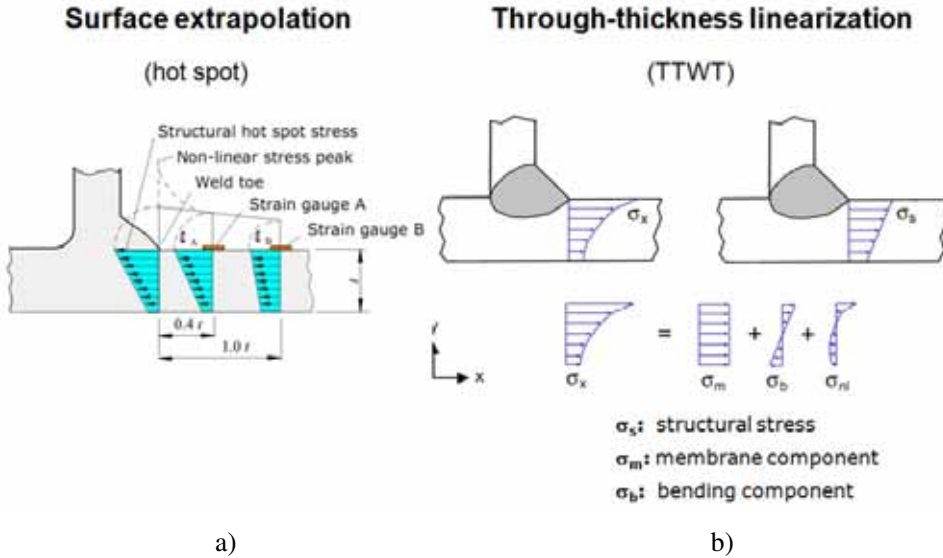 Surface extrapolation
(hot spot)
Structural hot spot stress
Non-linear stress peak
Weld toe
Strain gauge A
Strain gauge B
A
B
t
0.4 t
1.0 t
Through-thickness linearization
(TTWT)
σx
σs
y
x
σx = σm + σb + σnl
σs: structural stress
σm: membrane component
σb: bending component
a)
b)